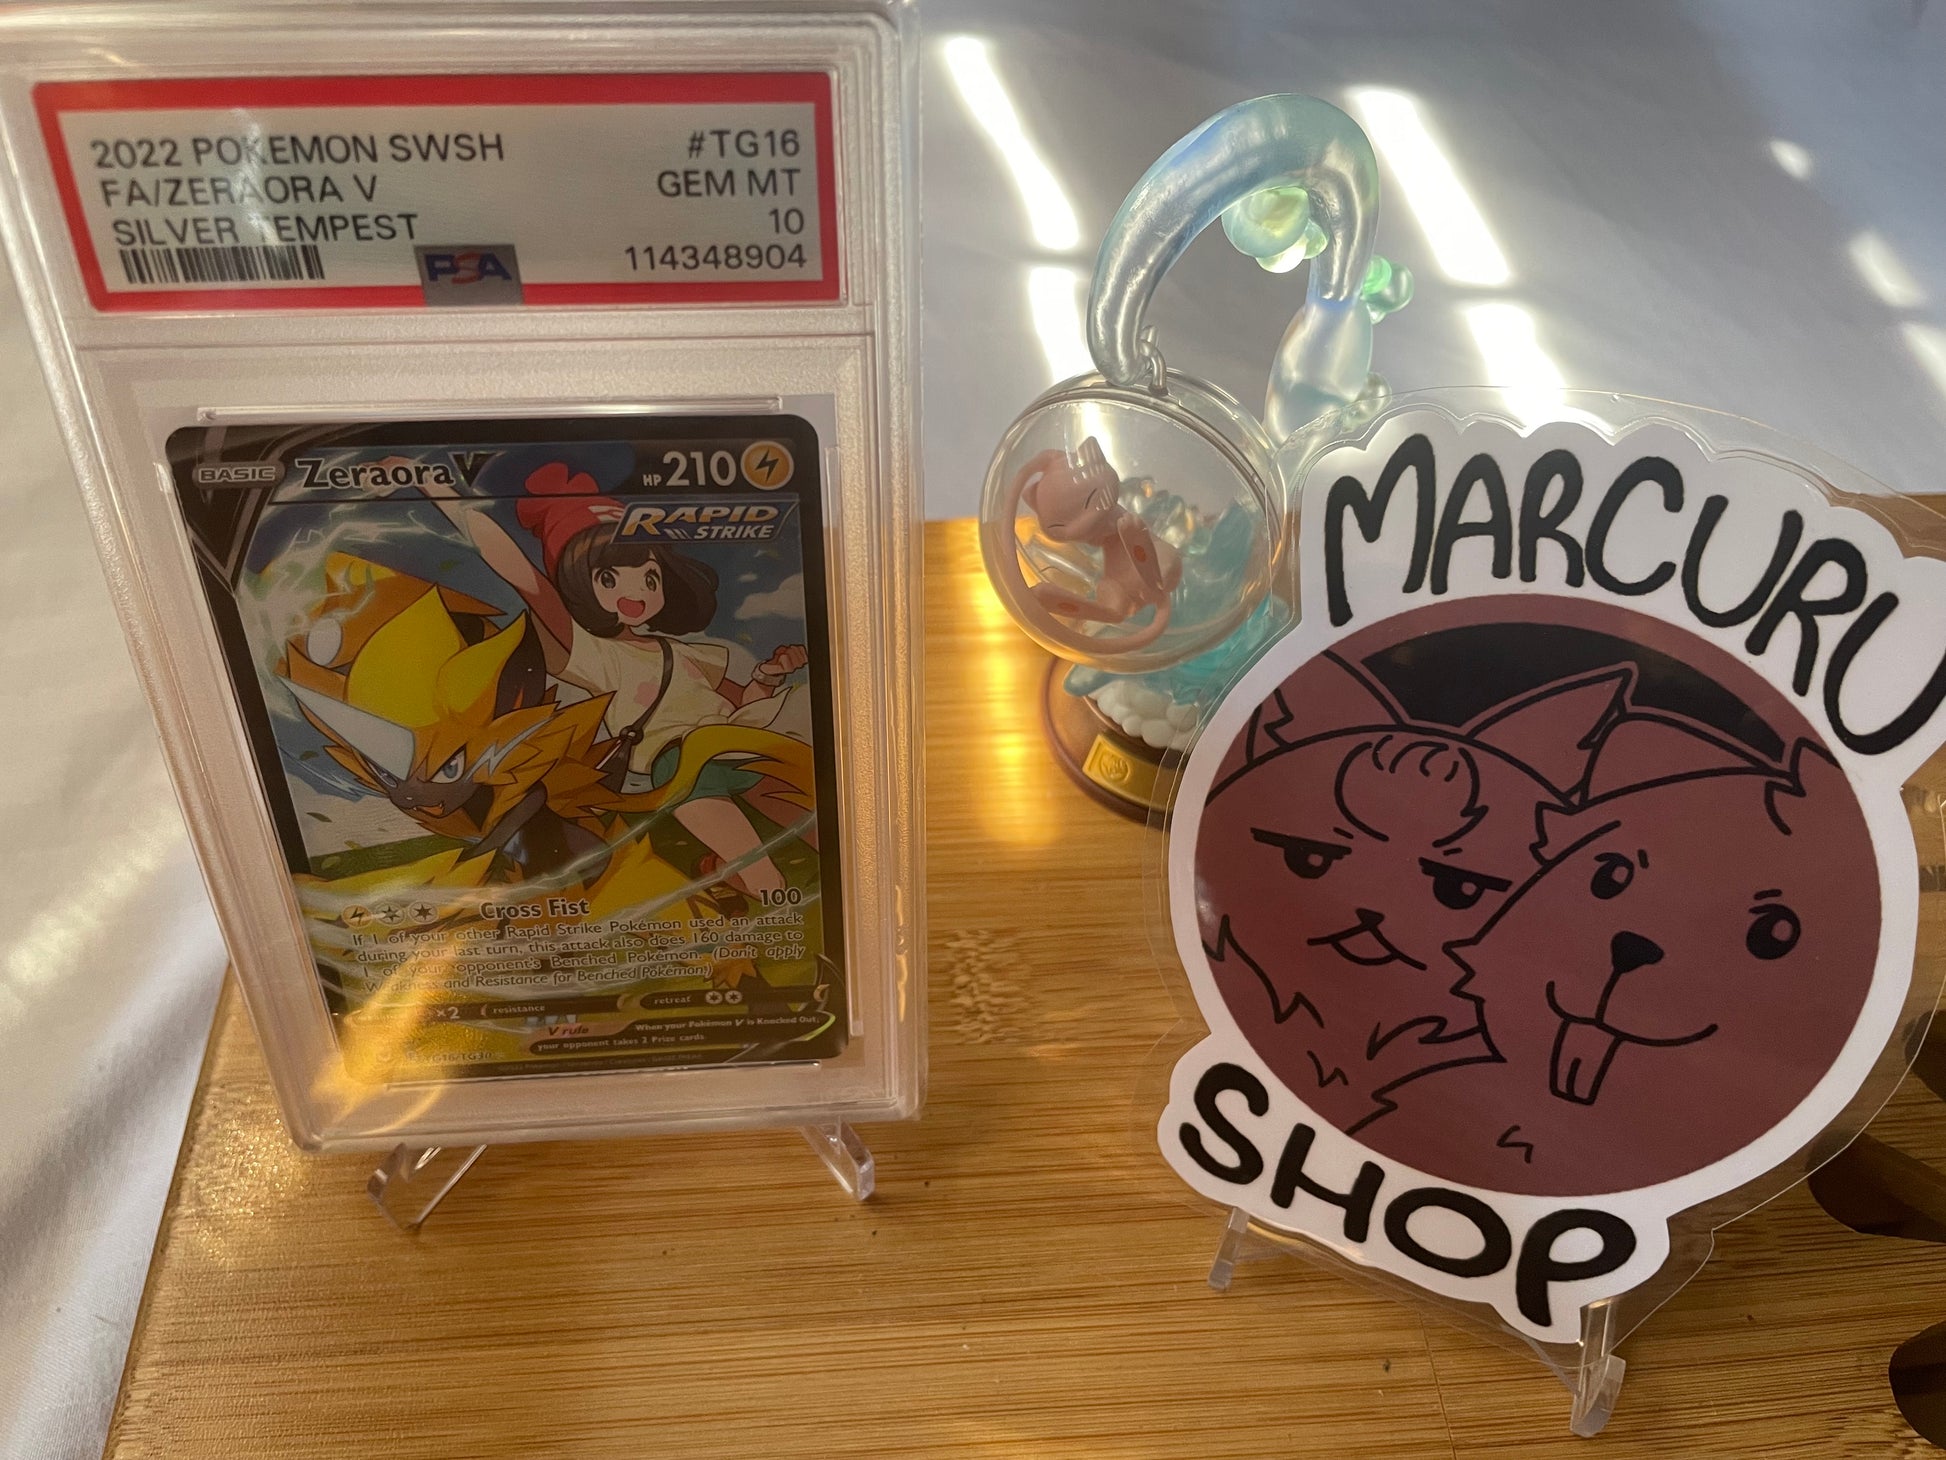 2022 POKEMON SWSH #TG16
FA/ZERAORA V GEM MT
SILVER TEMPEST 10
PSA 114348904
BASIC Zeraora V HP 210
RAPID
STRIKE
Cross Fist 100
If 1 of your other Rapid Strike Pokémon used an attack
during your last turn, this attack also does 160 damage to
1 of your opponent's Benched Pokémon. (Don't apply
Weakness and Resistance for Benched Pokémon.)
×2 resistance retreat
V rule When your Pokémon V is Knocked Out,
your opponent takes 2 Prize cards.
TG16/TG30
MARCURU
SHOP